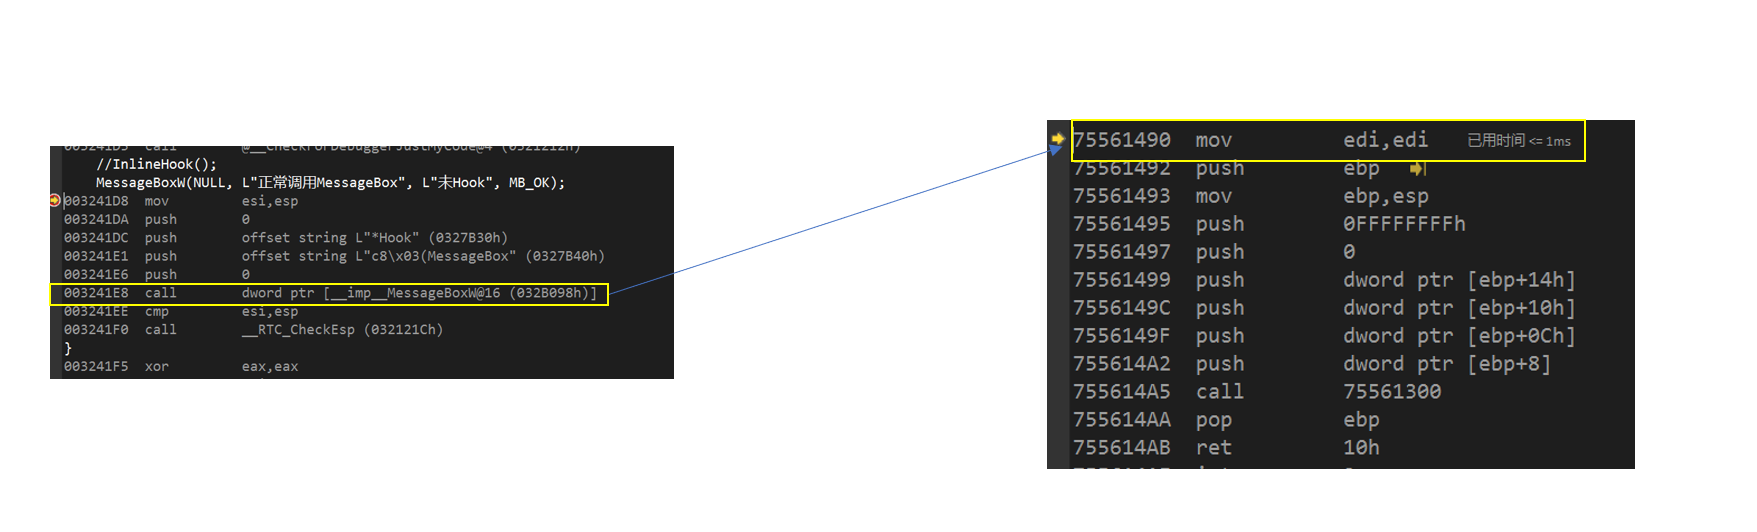 003241D5 call @__CheckForDebuggerJustMyCode@4 (0321212h)
//InlineHook();
MessageBoxW(NULL, L"正常调用MessageBox", L"未Hook", MB_OK);
003241D8 mov esi,esp
003241DA push 0
003241DC push offset string L"*Hook" (0327B30h)
003241E1 push offset string L"c8\x03(MessageBox" (0327B40h)
003241E6 push 0
003241E8 call dword ptr [__imp__MessageBoxW@16 (032B098h)]
003241EE cmp esi,esp
003241F0 call __RTC_CheckEsp (032121Ch)
}
003241F5 xor eax,eax
75561490 mov edi,edi 已用时间 <= 1ms
75561492 push ebp
75561493 mov ebp,esp
75561495 push 0FFFFFFFFh
75561497 push 0
75561499 push dword ptr [ebp+14h]
7556149C push dword ptr [ebp+10h]
7556149F push dword ptr [ebp+0Ch]
755614A2 push dword ptr [ebp+8]
755614A5 call 75561300
755614AA pop ebp
755614AB ret 10h